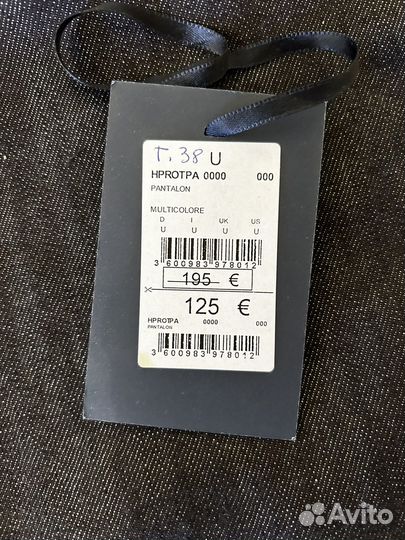 T. 38 U
HPROTPA 0000 000
PANTALON
MULTICOLORE
D I UK US
U U U U
3 600983 978012
195 €
125 €
HPROTPA 0000 000
PANTALON
3 600983 978012
Avito